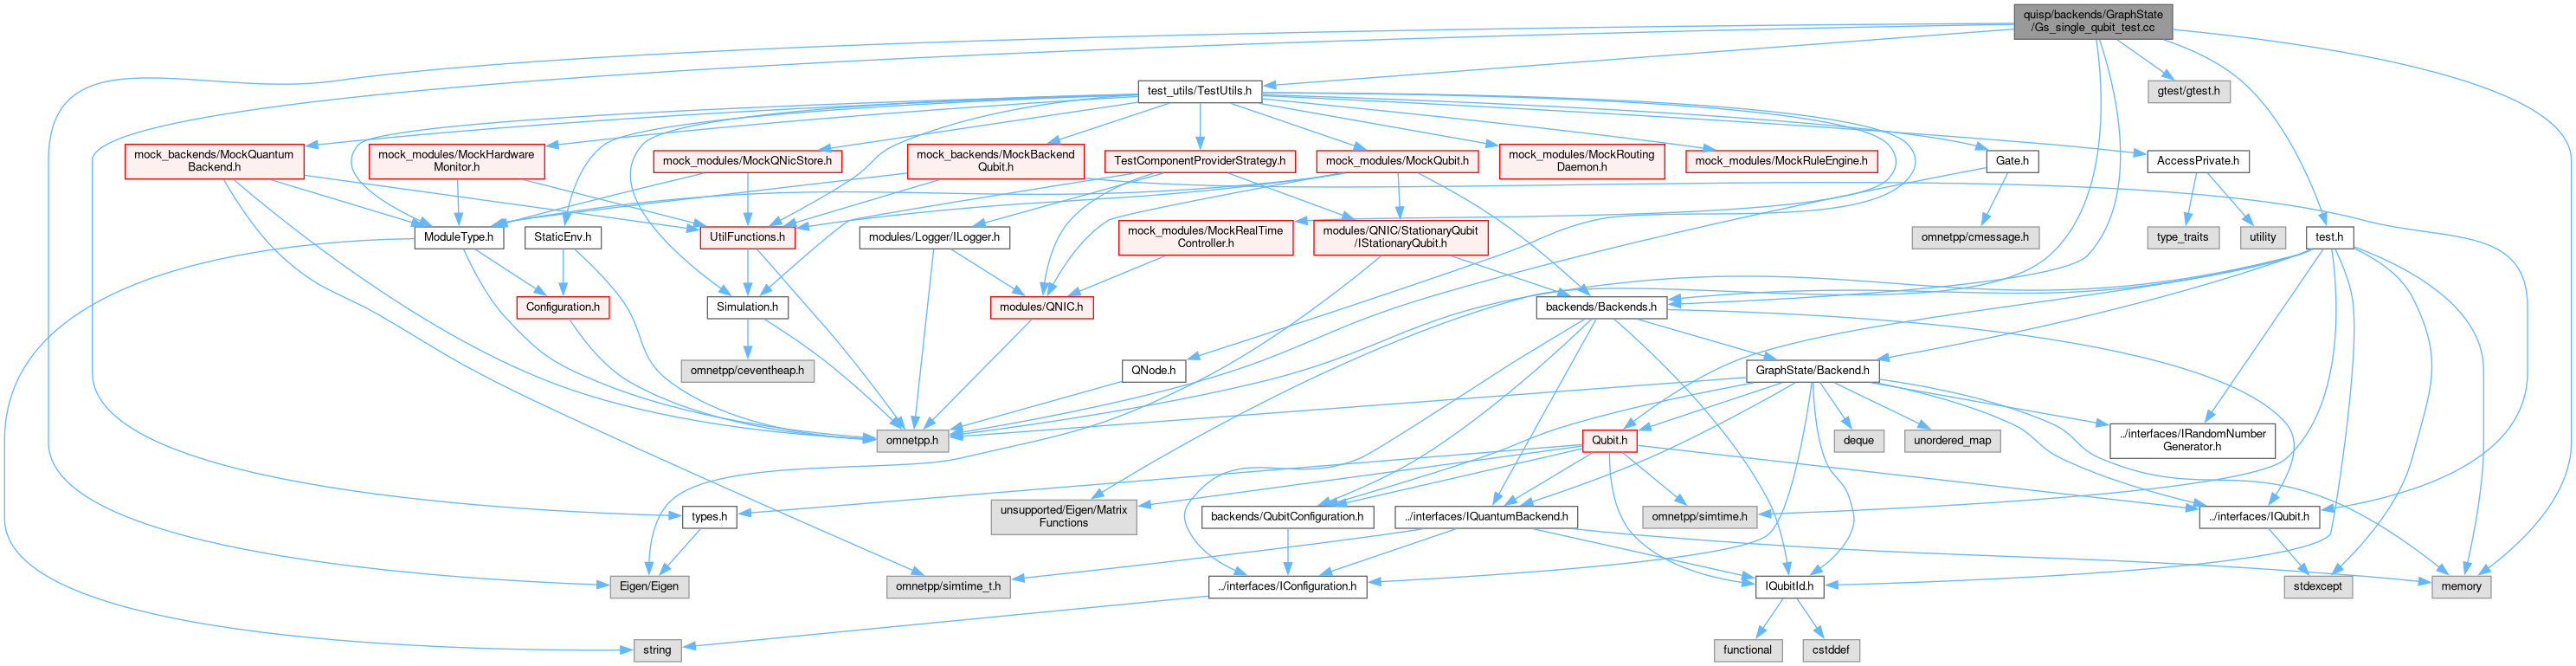 quisp/backends/GraphState
/Gs_single_qubit_test.cc
test_utils/TestUtils.h
gtest/gtest.h
mock_backends/MockQuantum
Backend.h
mock_modules/MockHardware
Monitor.h
mock_modules/MockQNicStore.h
mock_backends/MockBackend
Qubit.h
TestComponentProviderStrategy.h
mock_modules/MockQubit.h
mock_modules/MockRouting
Daemon.h
mock_modules/MockRuleEngine.h
Gate.h
AccessPrivate.h
ModuleType.h
StaticEnv.h
UtilFunctions.h
modules/Logger/ILogger.h
mock_modules/MockRealTime
Controller.h
modules/QNIC/StationaryQubit
/IStationaryQubit.h
omnetpp/cmessage.h
type_traits
utility
test.h
Configuration.h
Simulation.h
modules/QNIC.h
backends/Backends.h
omnetpp/ceventheap.h
QNode.h
GraphState/Backend.h
omnetpp.h
Qubit.h
deque
unordered_map
../interfaces/IRandomNumber
Generator.h
types.h
unsupported/Eigen/Matrix
Functions
backends/QubitConfiguration.h
../interfaces/IQuantumBackend.h
omnetpp/simtime.h
../interfaces/IQubit.h
Eigen/Eigen
omnetpp/simtime_t.h
../interfaces/IConfiguration.h
IQubitId.h
stdexcept
memory
string
functional
cstddef